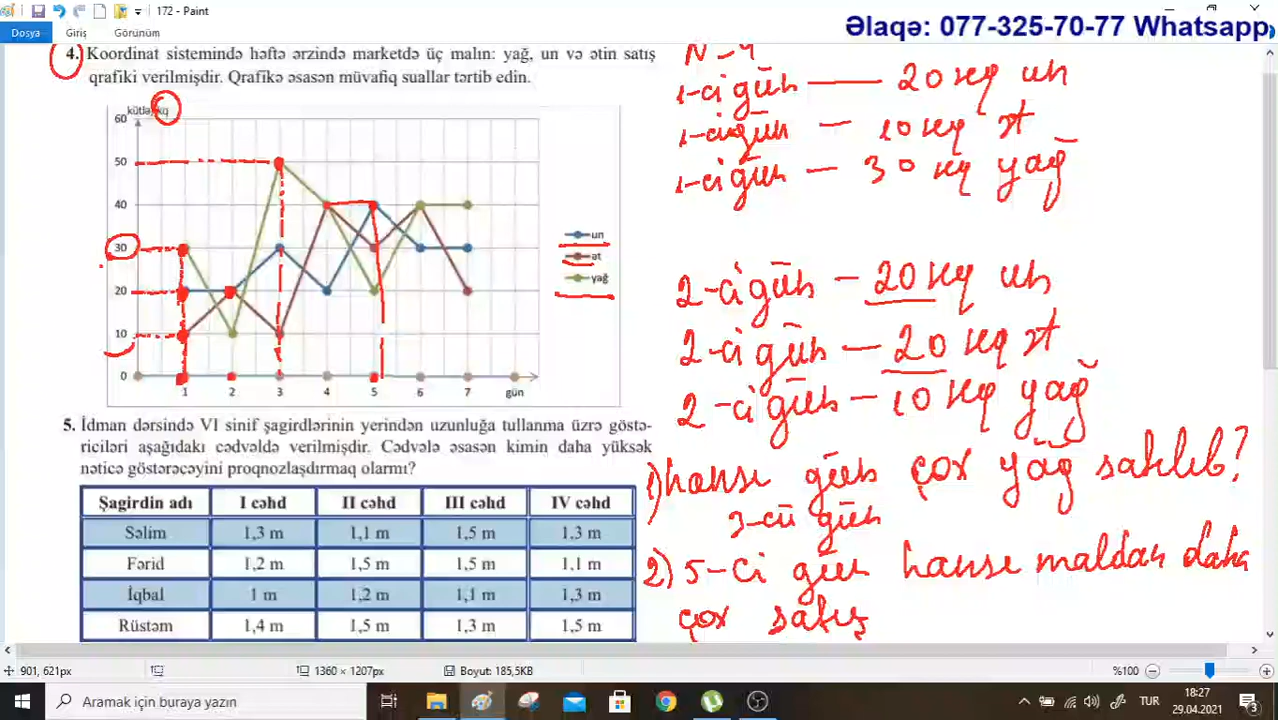 172 - Paint
Əlaqə: 077-325-70-77 Whatsapp
Dosya Giriş Görünüm
4. Koordinat sistemində həftə ərzində marketdə üç malın: yağ, un və ətin satış
qrafiki verilmişdir. Qrafikə əsasən müvafiq suallar tərtib edin.
kütlə, kq
60
50
40
30
20
10
0
1 2 3 4 5 6 7 gün
un
ət
yağ
5. İdman dərsində VI sinif şagirdlərinin yerindən uzunluğa tullanma üzrə göstə-
riciləri aşağıdakı cədvəldə verilmişdir. Cədvələ əsasən kimin daha yüksək
nəticə göstərəcəyini proqnozlaşdırmaq olarmı?
Şagirdin adı I cəhd II cəhd III cəhd IV cəhd
Səlim 1,3 m 1,1 m 1,5 m 1,3 m
Fərid 1,2 m 1,5 m 1,5 m 1,1 m
İqbal 1 m 1,2 m 1,1 m 1,3 m
Rüstəm 1,4 m 1,5 m 1,3 m 1,5 m
N-4
1-ci gün — 20 kq un
1-ci gün — 10 kq ət
1-ci gün — 30 kq yağ
2-ci gün — 20 kq un
2-ci gün — 20 kq ət
2-ci gün — 10 kq yağ
1) hansı gün çox yağ satılıb?
3-cü gün
2) 5-ci gün hansı maldan daha
çox satış
901, 621px 1360 × 1207px Boyut: 185,5KB %100
Aramak için buraya yazın
TUR
18:27
29.04.2021
3